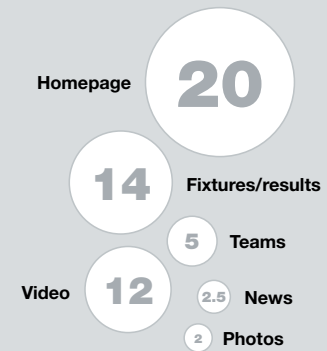 Homepage
20
14
Fixtures/results
5
Teams
Video
12
2.5
News
2
Photos